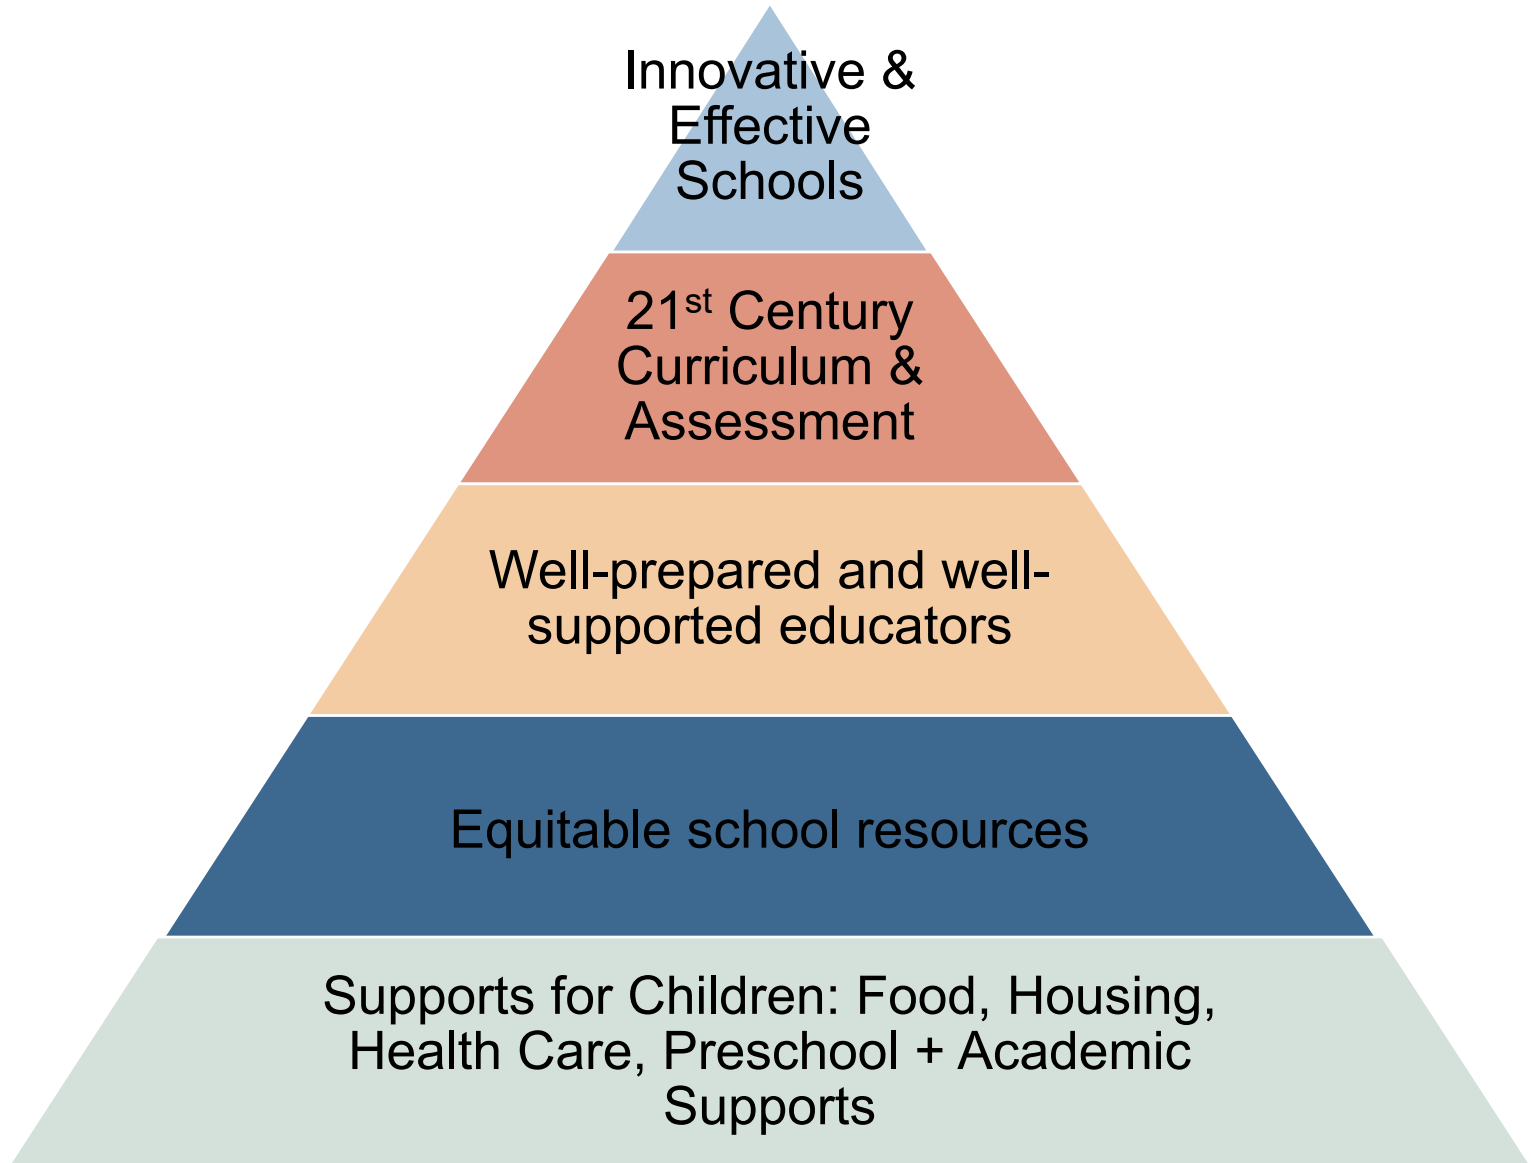 Innovative &
Effective
Schools
21st Century
Curriculum &
Assessment
Well-prepared and well-
supported educators
Equitable school resources
Supports for Children: Food, Housing,
Health Care, Preschool + Academic
Supports